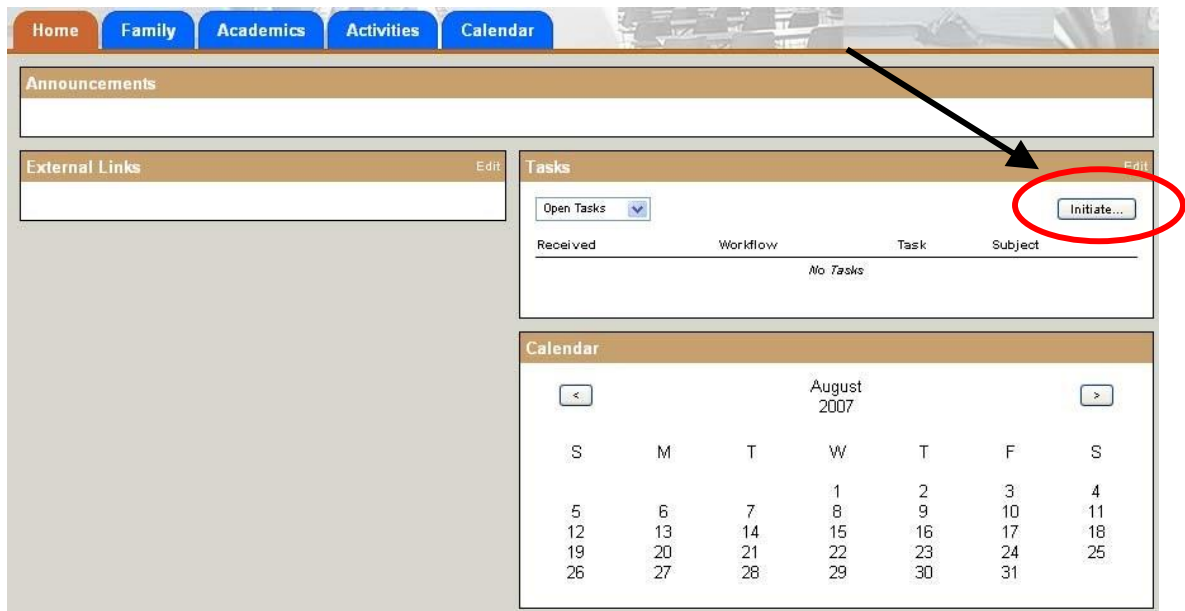 Home Family Academics Activities Calendar
Announcements
External Links Edit
Tasks Edit
Open Tasks Initiate...
Received Workflow Task Subject
No Tasks
Calendar
< August >
2007
S M T W T F S
1 2 3 4
5 6 7 8 9 10 11
12 13 14 15 16 17 18
19 20 21 22 23 24 25
26 27 28 29 30 31